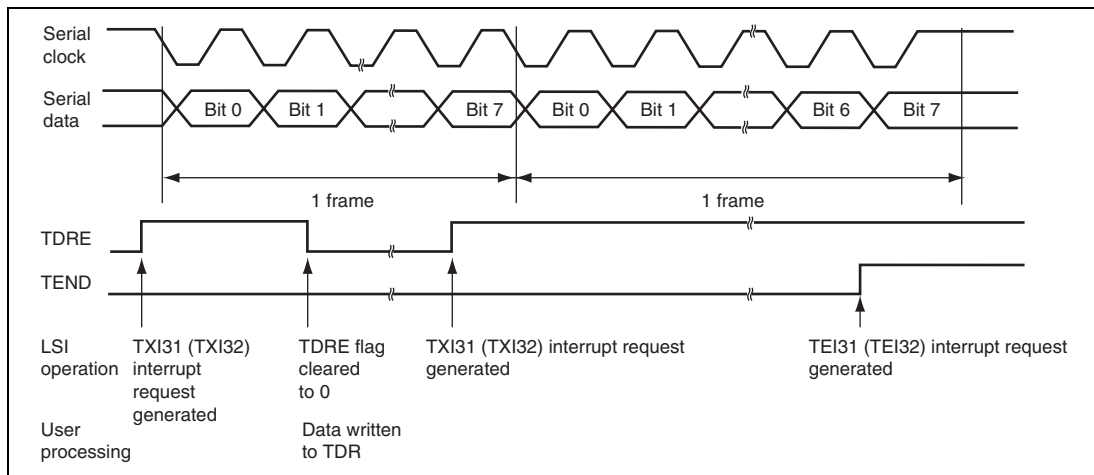 Serial
clock
Serial
data
Bit 0
Bit 1
Bit 7
Bit 0
Bit 1
Bit 6
Bit 7
1 frame
1 frame
TDRE
TEND
LSI
operation
TXI31 (TXI32)
interrupt
request
generated
TDRE flag
cleared
to 0
TXI31 (TXI32) interrupt request
generated
TEI31 (TEI32) interrupt request
generated
User
processing
Data written
to TDR